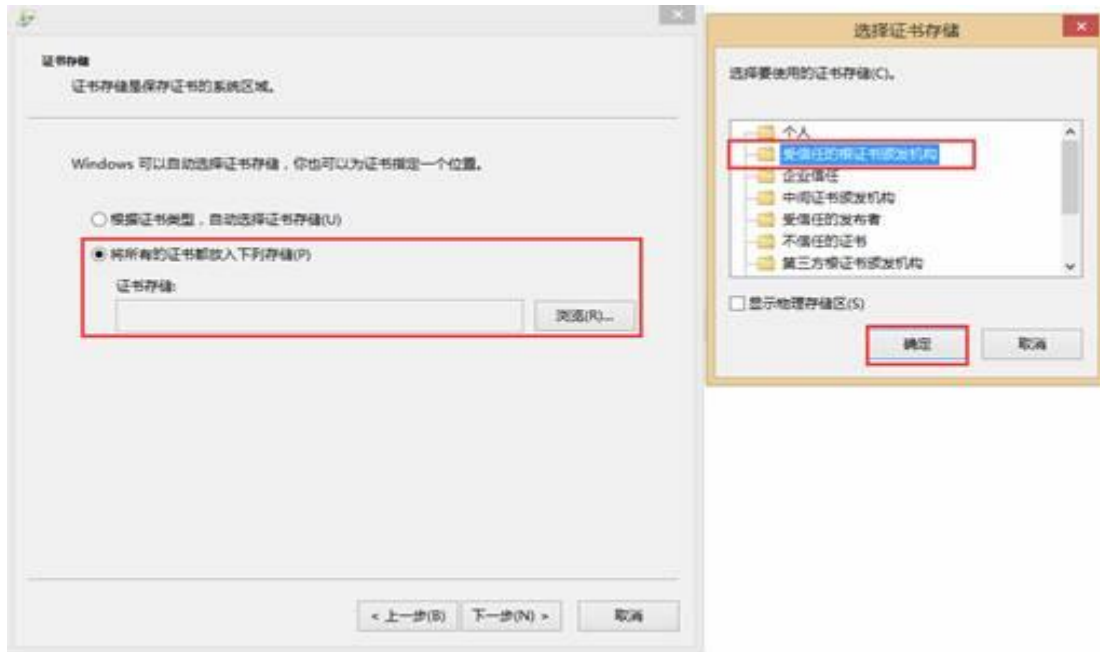 证书存储
证书存储是保存证书的系统区域。
Windows 可以自动选择证书存储，你也可以为证书指定一个位置。
根据证书类型，自动选择证书存储(U)
将所有的证书都放入下列存储(P)
证书存储:
浏览(R)...
< 上一步(B)
下一步(N) >
取消
选择证书存储
选择要使用的证书存储(C)。
个人
受信任的根证书颁发机构
企业信任
中间证书颁发机构
受信任的发布者
不信任的证书
第三方根证书颁发机构
显示物理存储区(S)
确定
取消